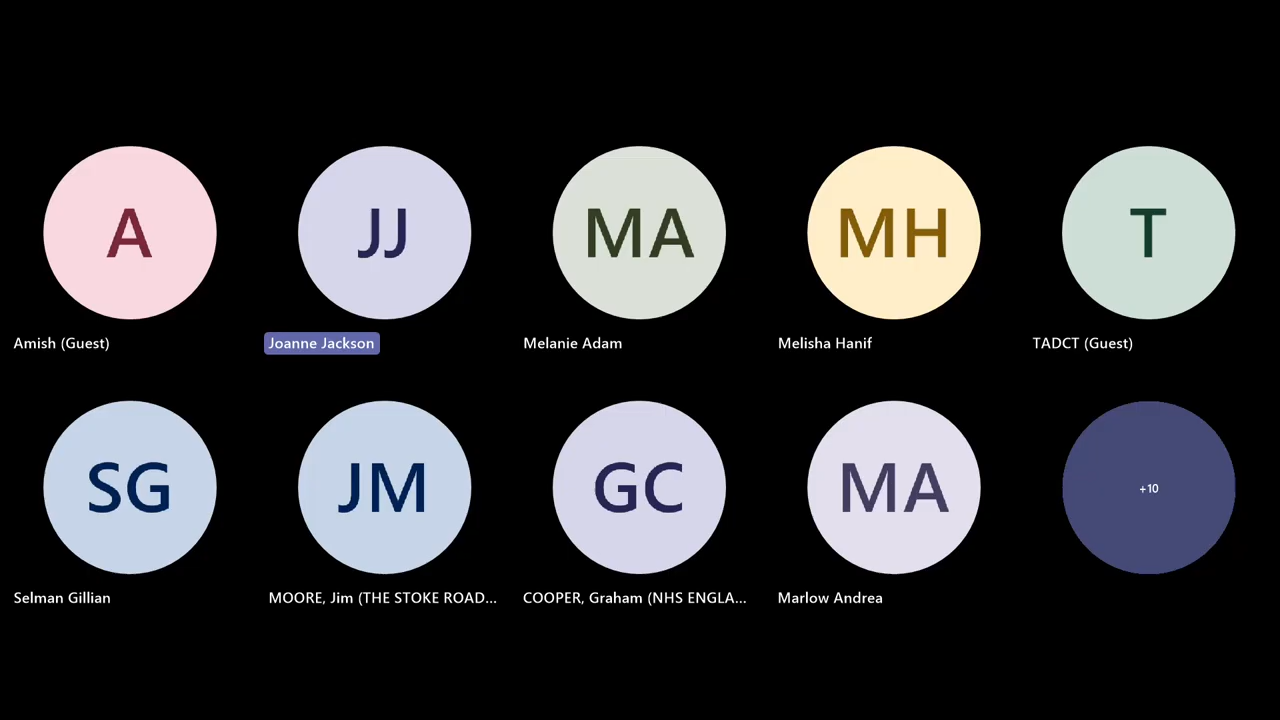 A
JJ
MA
MH
T
Amish (Guest)
Joanne Jackson
Melanie Adam
Melisha Hanif
TADCT (Guest)
SG
JM
GC
MA
+10
Selman Gillian
MOORE, Jim (THE STOKE ROAD...
COOPER, Graham (NHS ENGLA...
Marlow Andrea